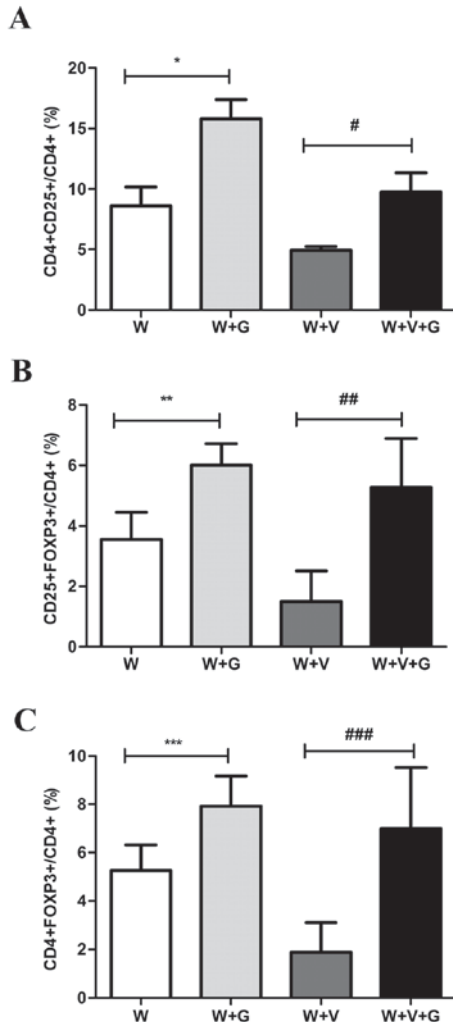 A
CD4+CD25+/CD4+ (%)
20
15
10
5
0
*
#
W W+G W+V W+V+G
B
CD25+FOXP3+/CD4+ (%)
8
6
4
2
0
**
##
W W+G W+V W+V+G
C
CD4+FOXP3+/CD4+ (%)
10
8
6
4
2
0
***
###
W W+G W+V W+V+G